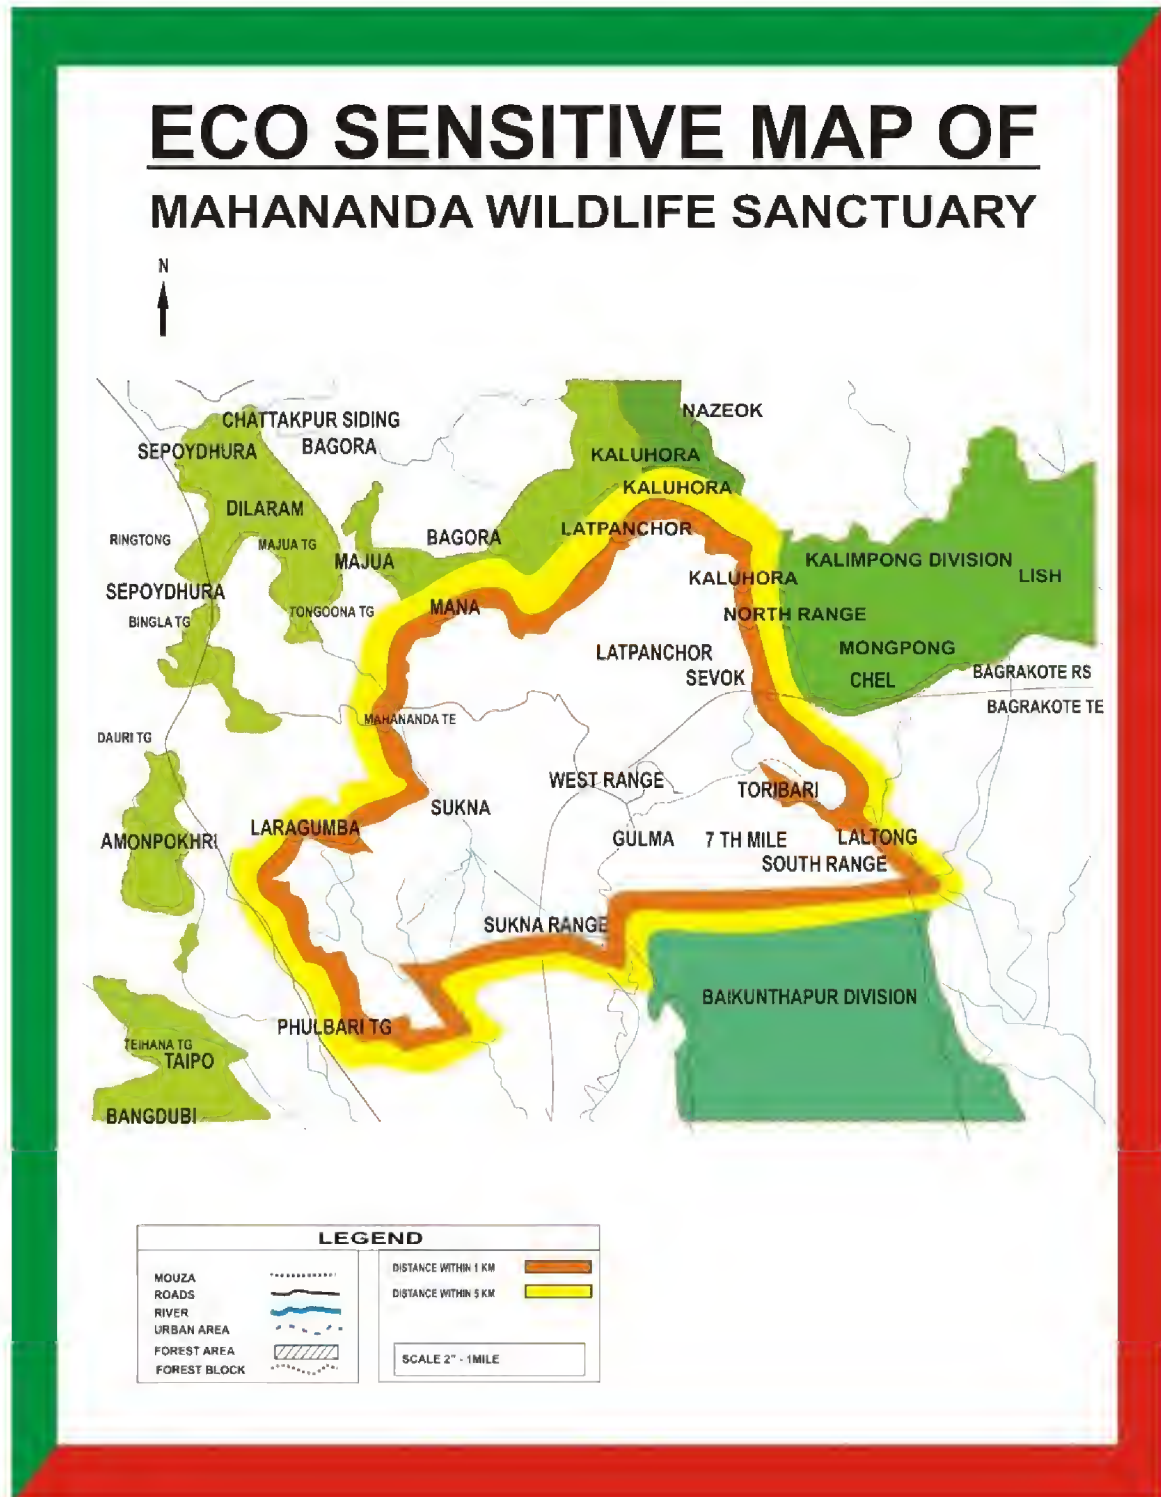 ECO SENSITIVE MAP OF
MAHANANDA WILDLIFE SANCTUARY
N
NAZEOK
CHATTAKPUR SIDING
BAGORA
SEPOYDHURA
KALUHORA
KALUHORA
DILARAM
LATPANCHOR
RINGTONG
MAJUA TG
BAGORA
MAJUA
KALIMPONG DIVISION
LISH
KALUHORA
SEPOYDHURA
BINGLA TG
TONGOONA TG
MANA
NORTH RANGE
LATPANCHOR
MONGPONG
SEVOK
CHEL
BAGRAKOTE RS
BAGRAKOTE TE
MAHANANDA TE
DAURI TG
WEST RANGE
TORIBARI
SUKNA
LARAGUMBA
AMONPOKHRI
GULMA
7 TH MILE
LALTONG
SOUTH RANGE
SUKNA RANGE
BAIKUNTHAPUR DIVISION
PHULBARI TG
TEIHANA TG
TAIPO
BANGDUBI
LEGEND
MOUZA
ROADS
RIVER
URBAN AREA
FOREST AREA
FOREST BLOCK
DISTANCE WITHIN 1 KM
DISTANCE WITHIN 5 KM
SCALE 2" - 1MILE